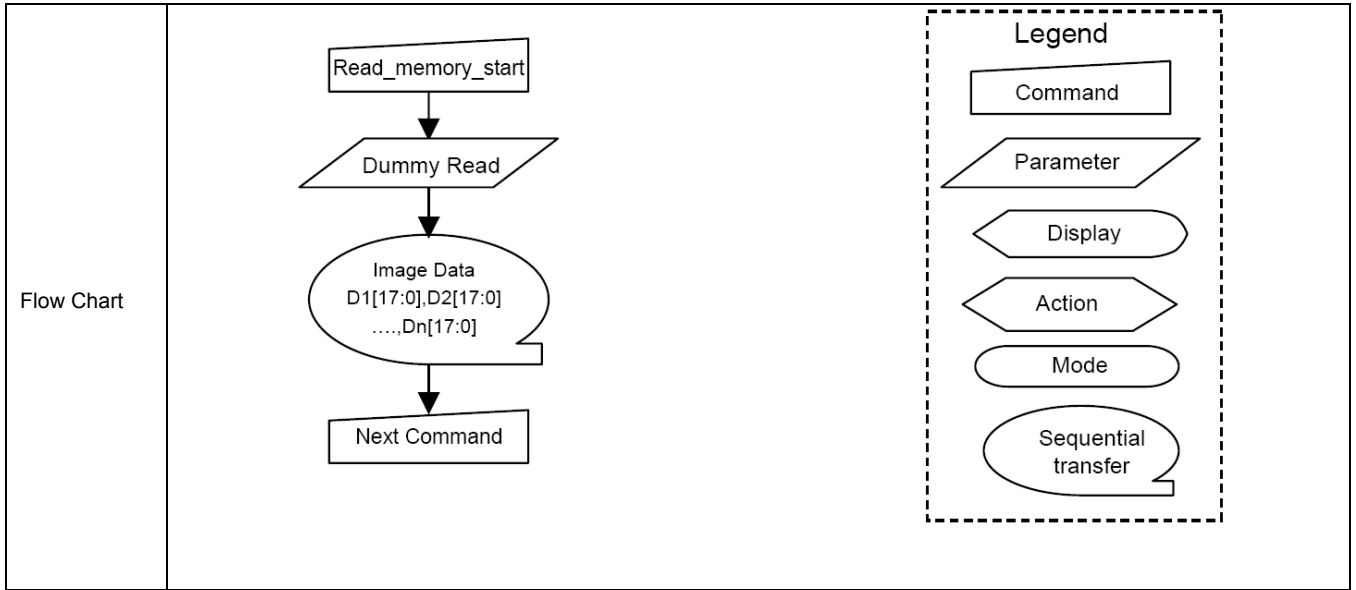 Flow Chart
Read_memory_start
Dummy Read
Image Data
D1[17:0],D2[17:0]
....,Dn[17:0]
Next Command
Legend
Command
Parameter
Display
Action
Mode
Sequential
transfer